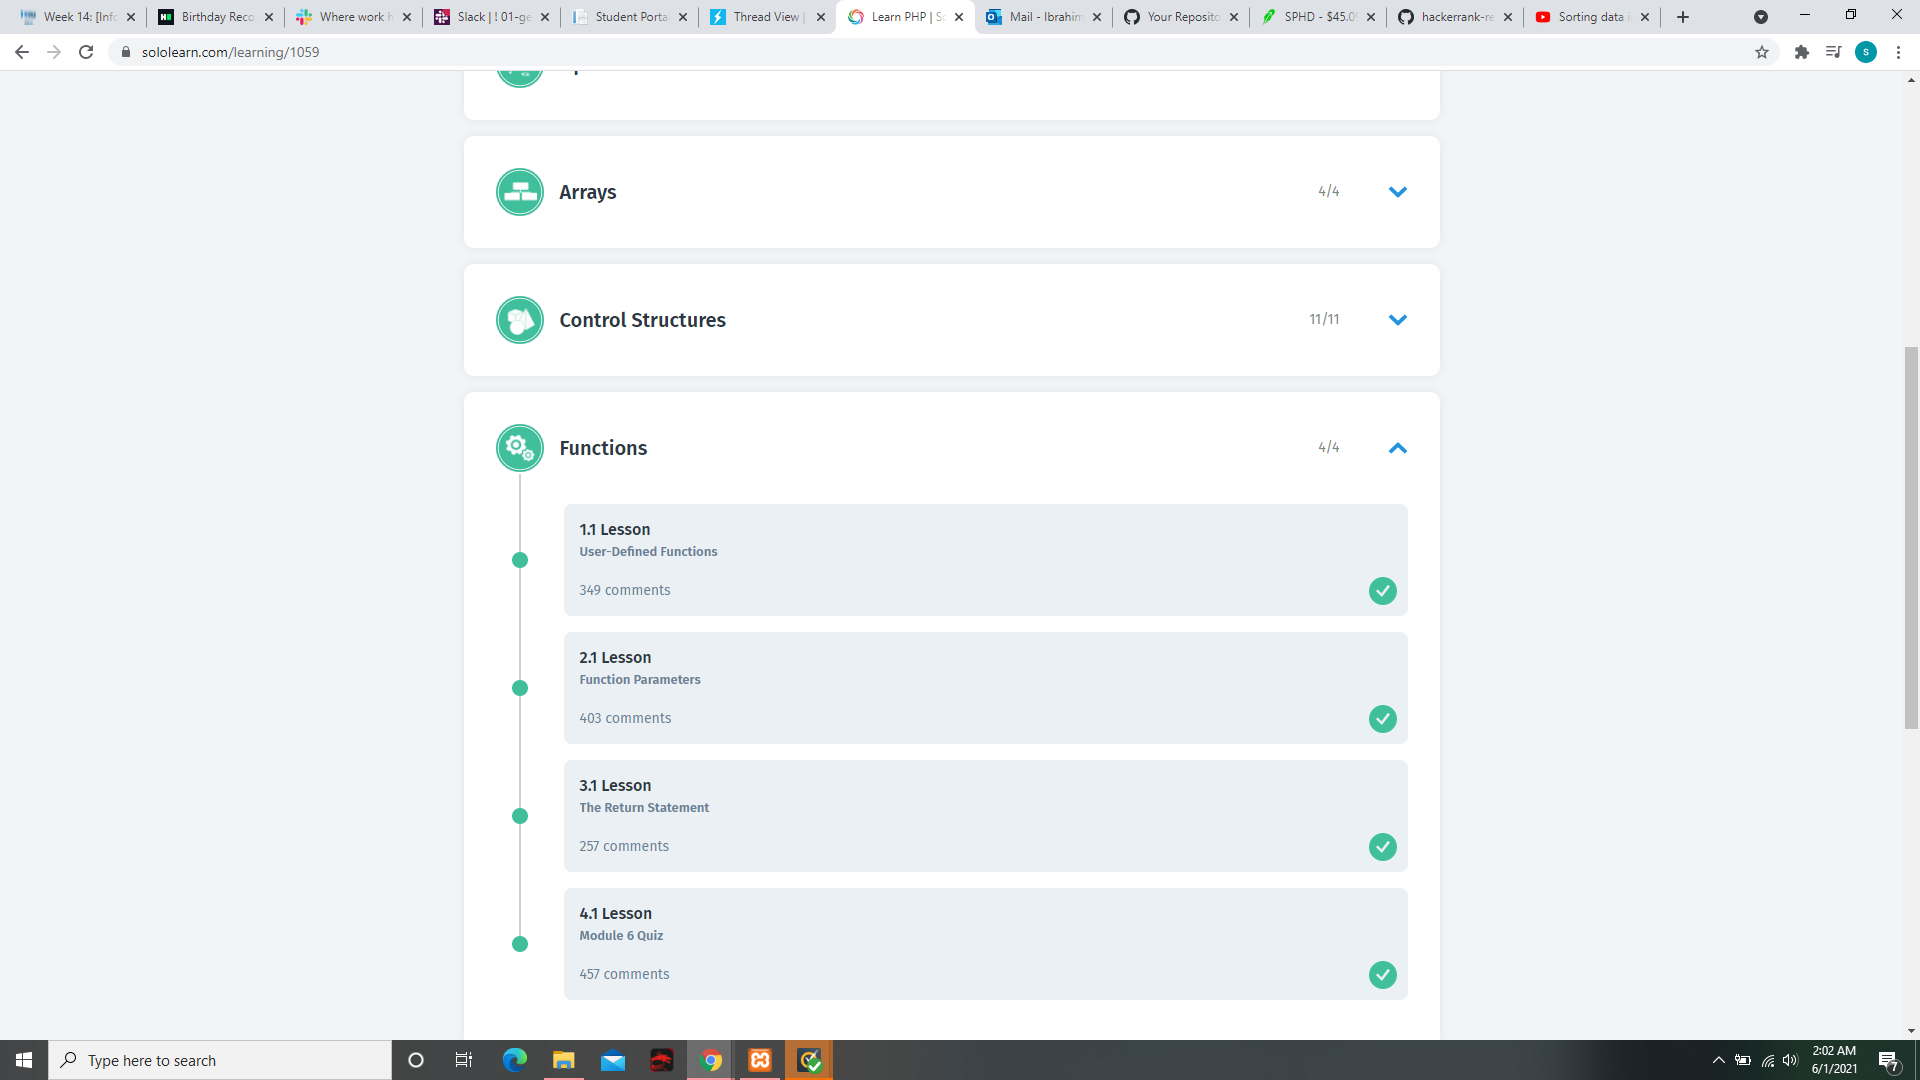 Week 14: [Info
Birthday Reco
Where work h
Slack | ! 01-ge
Student Portal
Thread View |
Learn PHP | So
Mail - Ibrahim
Your Reposito
SPHD - $45.0
hackerrank-re
Sorting data i
sololearn.com/learning/1059
S
Arrays
4/4
Control Structures
11/11
Functions
4/4
1.1 Lesson
User-Defined Functions
349 comments
2.1 Lesson
Function Parameters
403 comments
3.1 Lesson
The Return Statement
257 comments
4.1 Lesson
Module 6 Quiz
457 comments
Type here to search
2:02 AM
6/1/2021
7